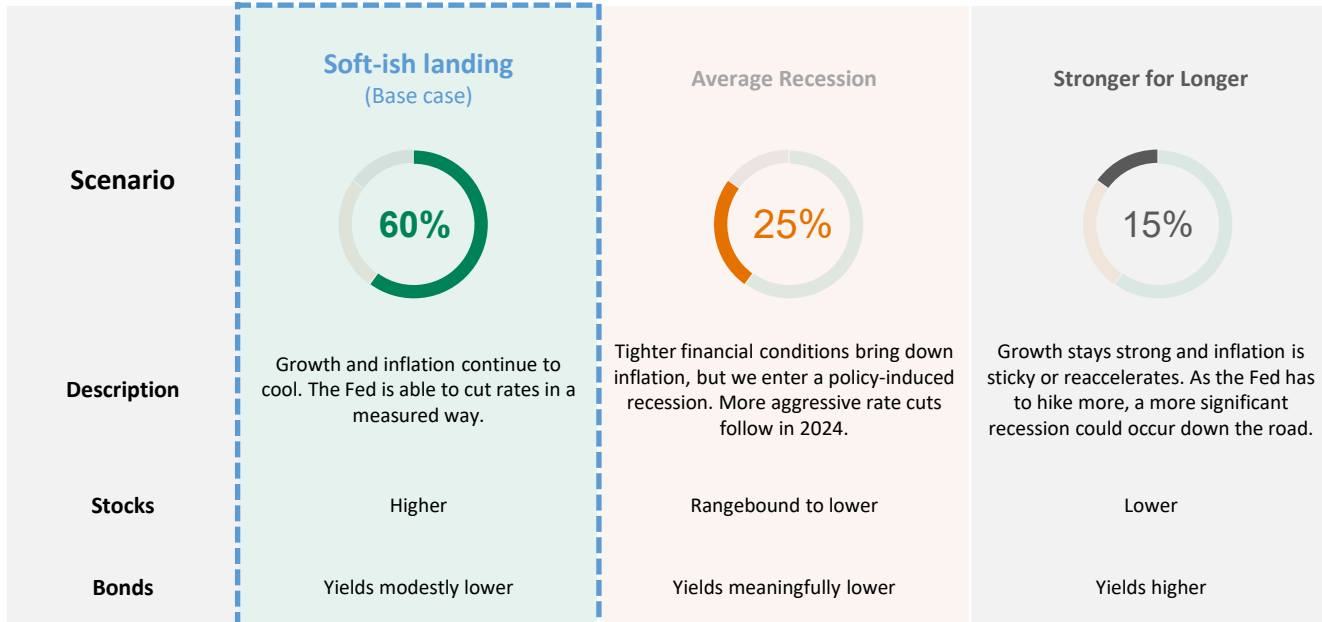 Soft-ish landing
(Base case)
Average Recession
Stronger for Longer
Scenario
60%
25%
15%
Description
Growth and inflation continue to
cool. The Fed is able to cut rates in a
measured way.
Tighter financial conditions bring down
inflation, but we enter a policy-induced
recession. More aggressive rate cuts
follow in 2024.
Growth stays strong and inflation is
sticky or reaccelerates. As the Fed has
to hike more, a more significant
recession could occur down the road.
Stocks
Higher
Rangebound to lower
Lower
Bonds
Yields modestly lower
Yields meaningfully lower
Yields higher